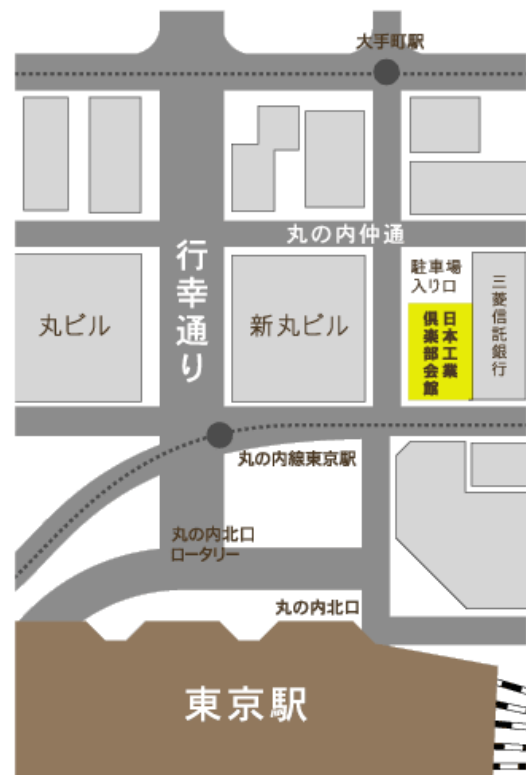 大手町駅
丸の内仲通
行幸通り
駐車場
入り口
丸ビル
新丸ビル
日本工業
倶楽部会館
三菱信託銀行
丸の内線東京駅
丸の内北口
ロータリー
丸の内北口
東京駅